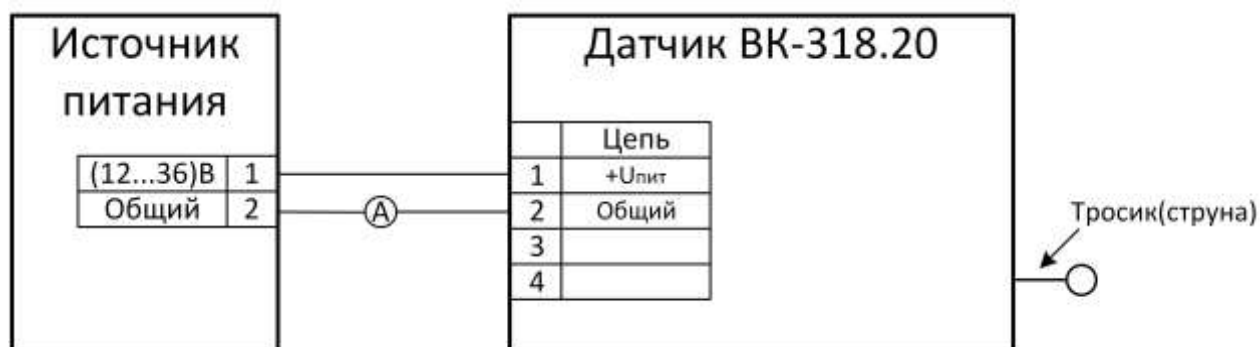 Источник
питания
(12...36)В 1
Общий 2
А
Датчик ВК-318.20
Цепь
1 +Uпит
2 Общий
3
4
Тросик(струна)